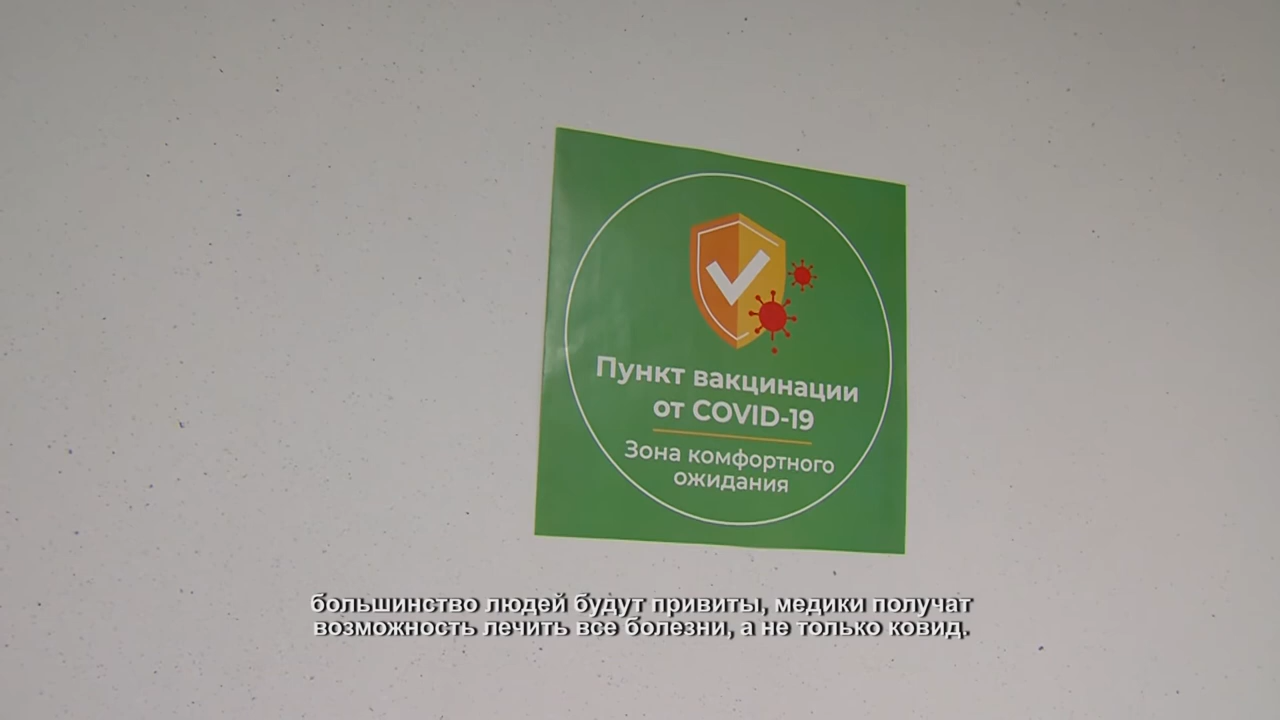 Пункт вакцинации
от COVID-19
Зона комфортного
ожидания
большинство людей будут привиты, медики получат
возможность лечить все болезни, а не только ковид.